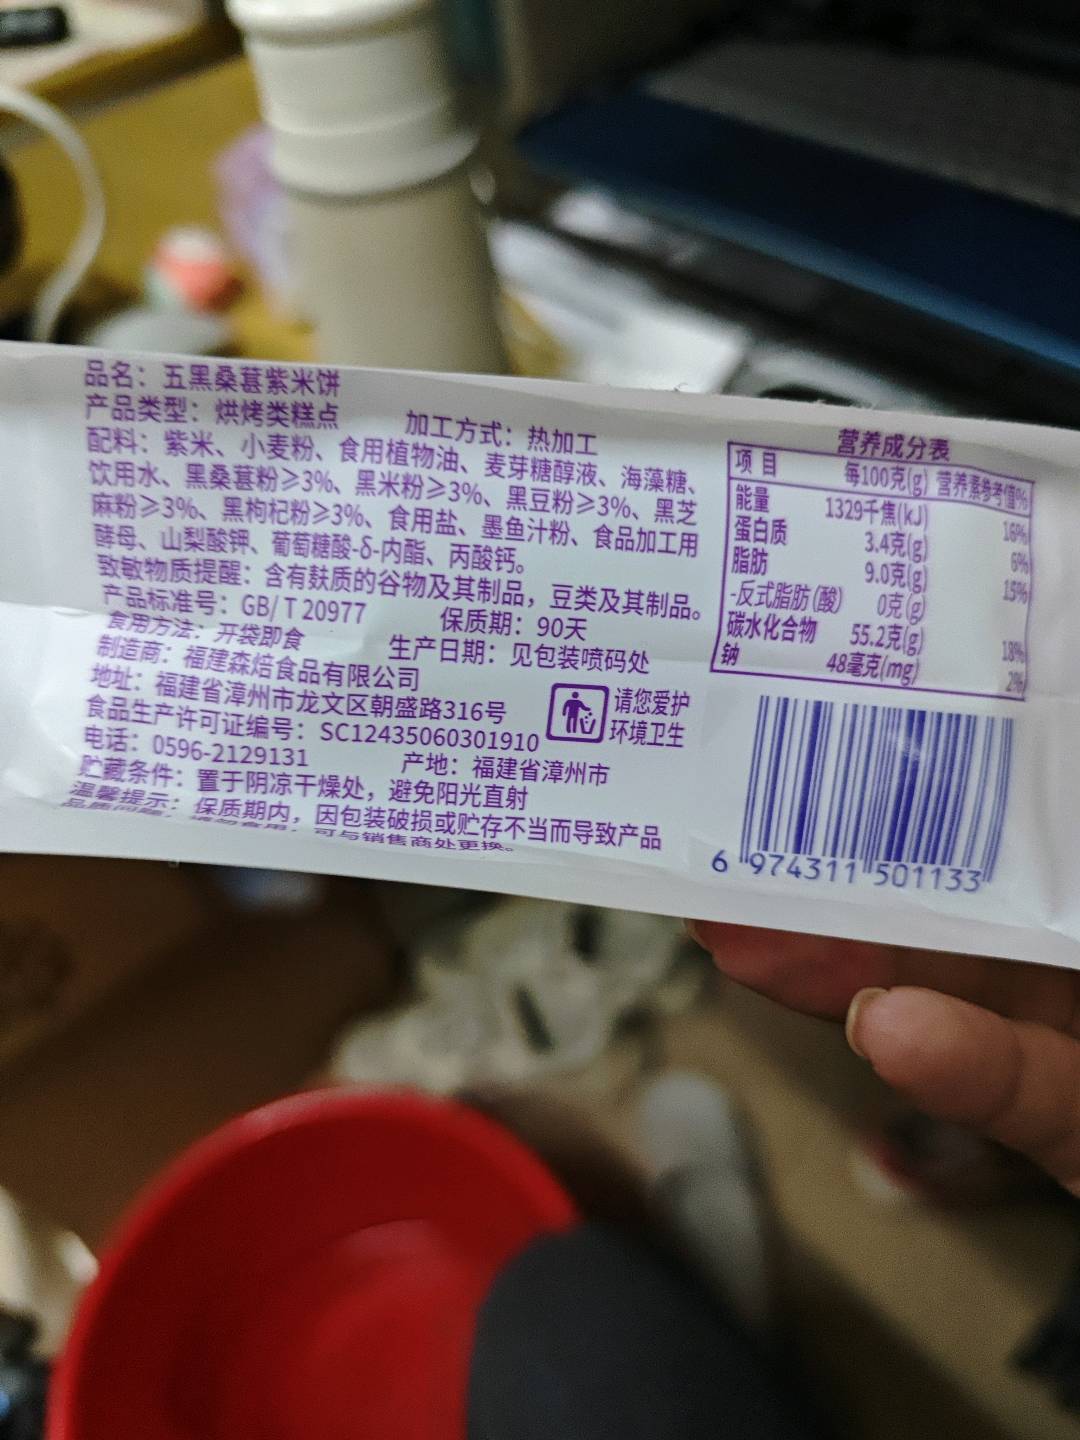 品名：五黑桑葚紫米饼
产品类型：烘烤类糕点 加工方式：热加工
配料：紫米、小麦粉、食用植物油、麦芽糖醇液、海藻糖、
饮用水、黑桑葚粉≥3%、黑米粉≥3%、黑豆粉≥3%、黑芝
麻粉≥3%、黑枸杞粉≥3%、食用盐、墨鱼汁粉、食品加工用
酵母、山梨酸钾、葡萄糖酸-δ-内酯、丙酸钙。
致敏物质提醒：含有麸质的谷物及其制品，豆类及其制品。
产品标准号：GB/T 20977 保质期：90天
食用方法：开袋即食 生产日期：见包装喷码处
制造商：福建森焙食品有限公司
地址：福建省漳州市龙文区朝盛路316号
食品生产许可证编号：SC12435060301910
电话：0596-2129131 产地：福建省漳州市
贮藏条件：置于阴凉干燥处，避免阳光直射
温馨提示：保质期内，因包装破损或贮存不当而导致产品
品质问题，请勿食用，可与销售商处更换。
请您爱护
环境卫生
营养成分表
项目 每100克(g) 营养素参考值%
能量 1329千焦(kJ) 16%
蛋白质 3.4克(g) 6%
脂肪 9.0克(g) 15%
-反式脂肪(酸) 0克(g)
碳水化合物 55.2克(g) 18%
钠 48毫克(mg) 2%
6 974311 501133